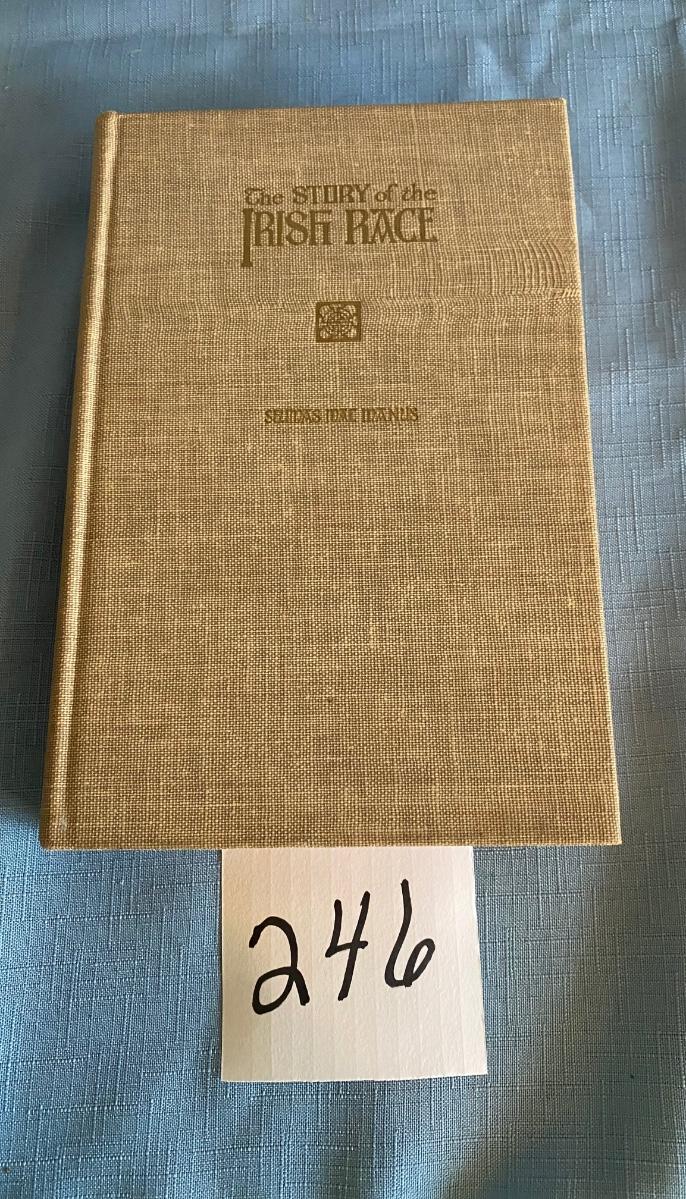 The STORY of the
IRISH RACE
SEUMAS MAC MANUS
246